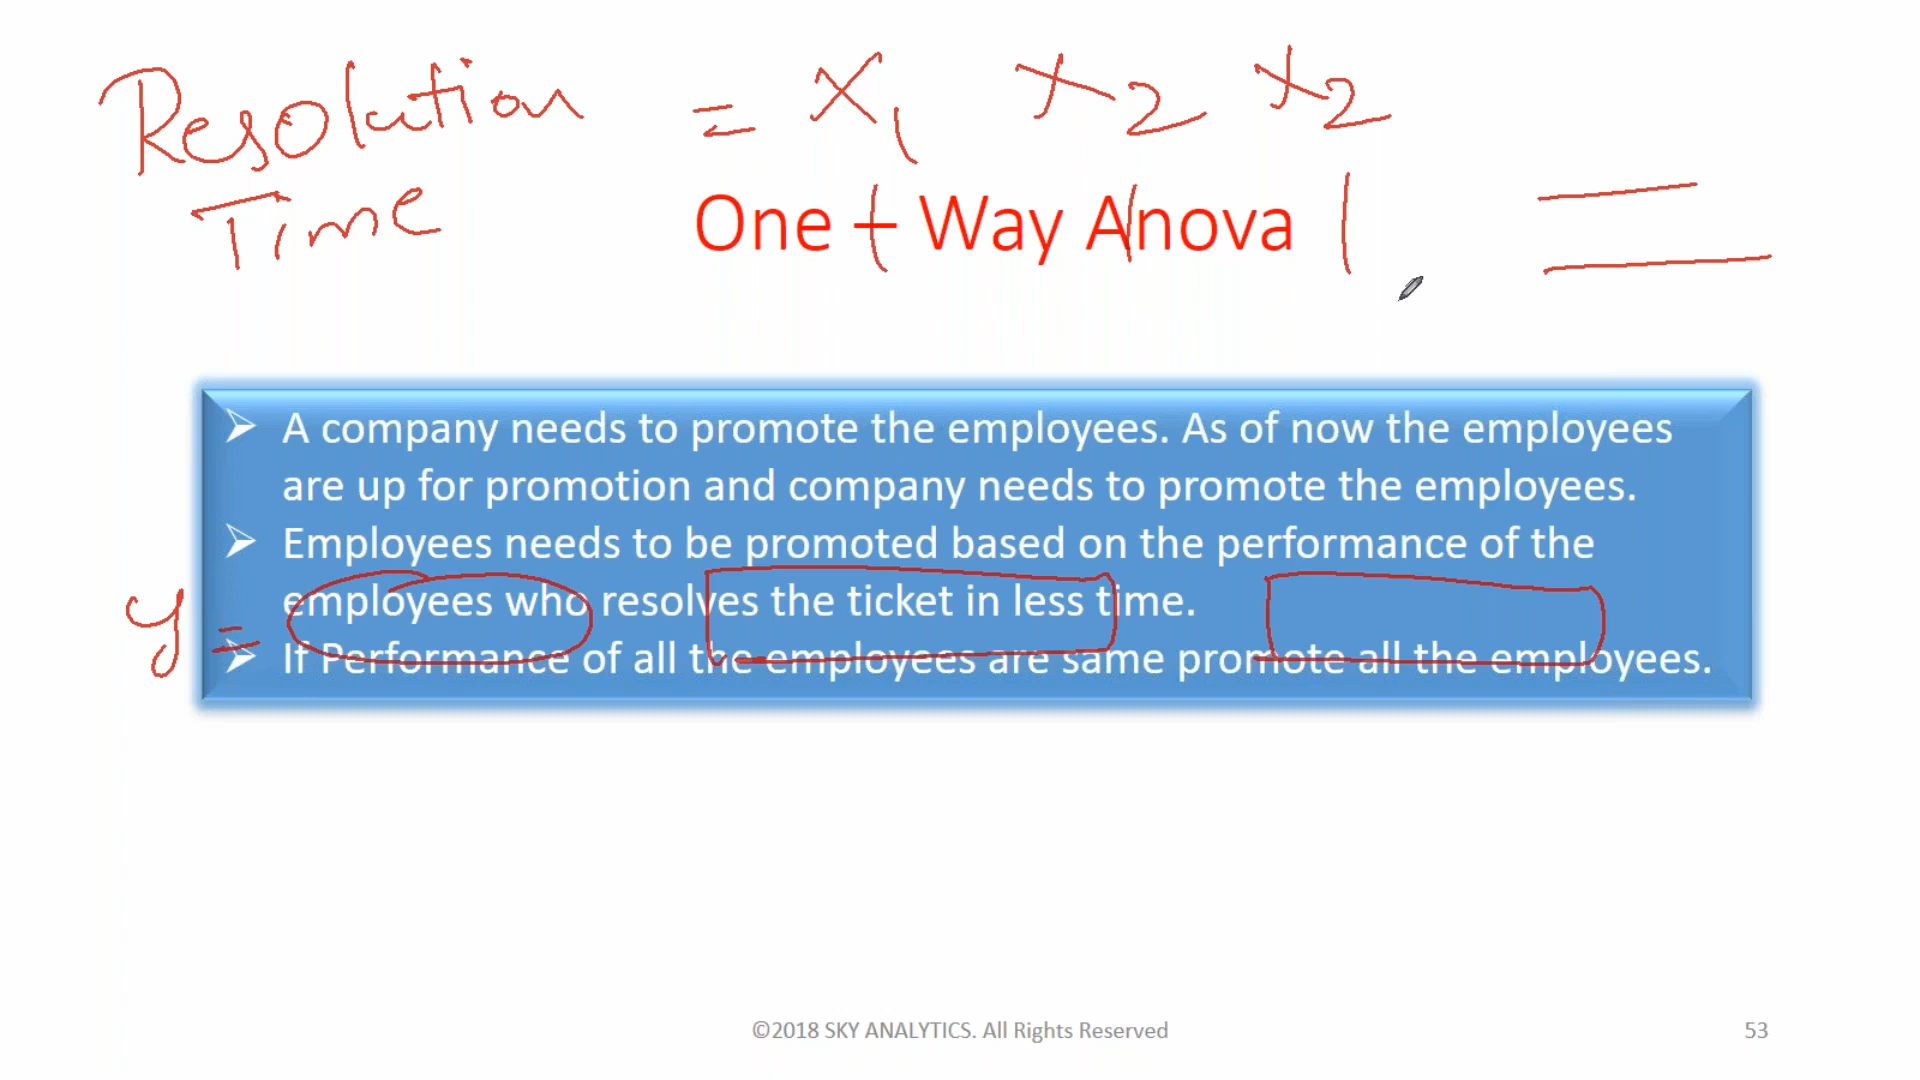 Resolution = x1 x2 x2
Time
One - Way Anova
A company needs to promote the employees. As of now the employees
are up for promotion and company needs to promote the employees.
Employees needs to be promoted based on the performance of the
employees who resolves the ticket in less time.
y =
If Performance of all the employees are same promote all the employees.
©2018 SKY ANALYTICS. All Rights Reserved
53